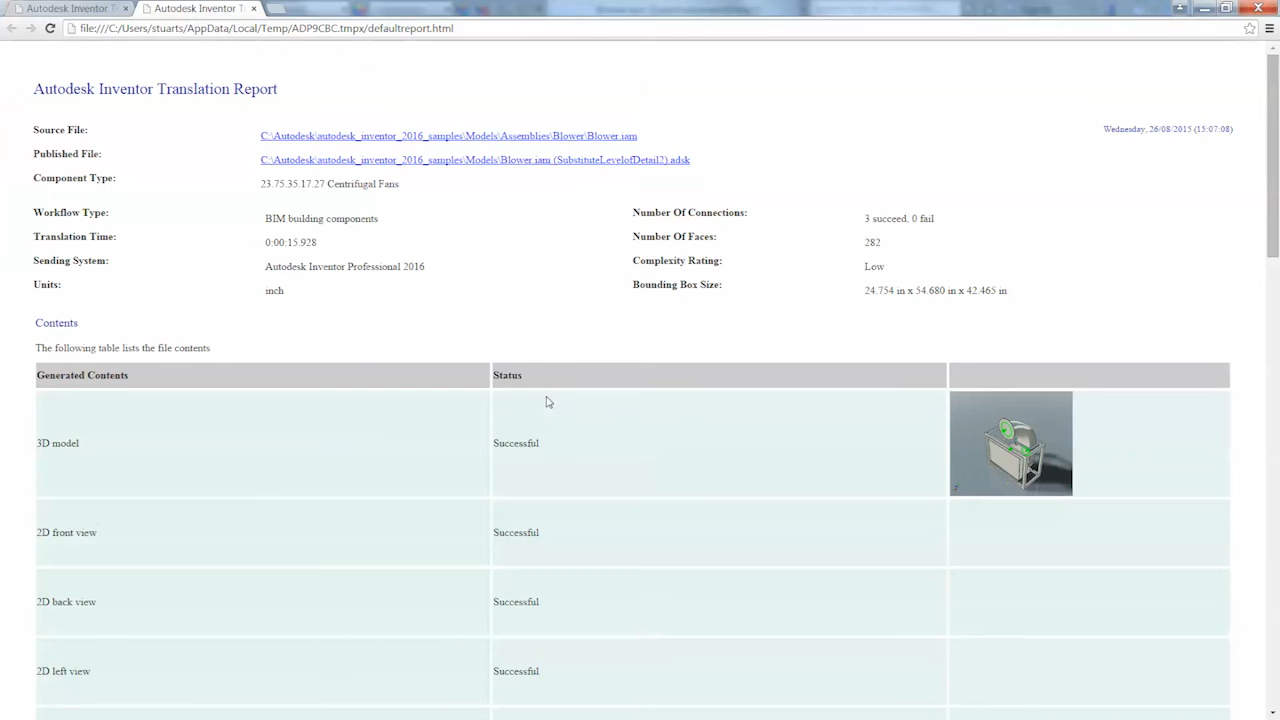 Autodesk Inventor T
Autodesk Inventor T
file:///C:/Users/stuarts/AppData/Local/Temp/ADP9CBC.tmpx/defaultreport.html
Autodesk Inventor Translation Report
Source File: C:\Autodesk\autodesk_inventor_2016_samples\Models\Assemblies\Blower\Blower.iam Wednesday, 26/08/2015 (15:07:08)
Published File: C:\Autodesk\autodesk_inventor_2016_samples\Models\Blower.iam (SubstituteLevelofDetail2).adsk
Component Type: 23.75.35.17.27 Centrifugal Fans
Workflow Type: BIM building components Number Of Connections: 3 succeed, 0 fail
Translation Time: 0:00:15.928 Number Of Faces: 282
Sending System: Autodesk Inventor Professional 2016 Complexity Rating: Low
Units: inch Bounding Box Size: 24.754 in x 54.680 in x 42.465 in
Contents
The following table lists the file contents
Generated Contents Status
3D model Successful
2D front view Successful
2D back view Successful
2D left view Successful